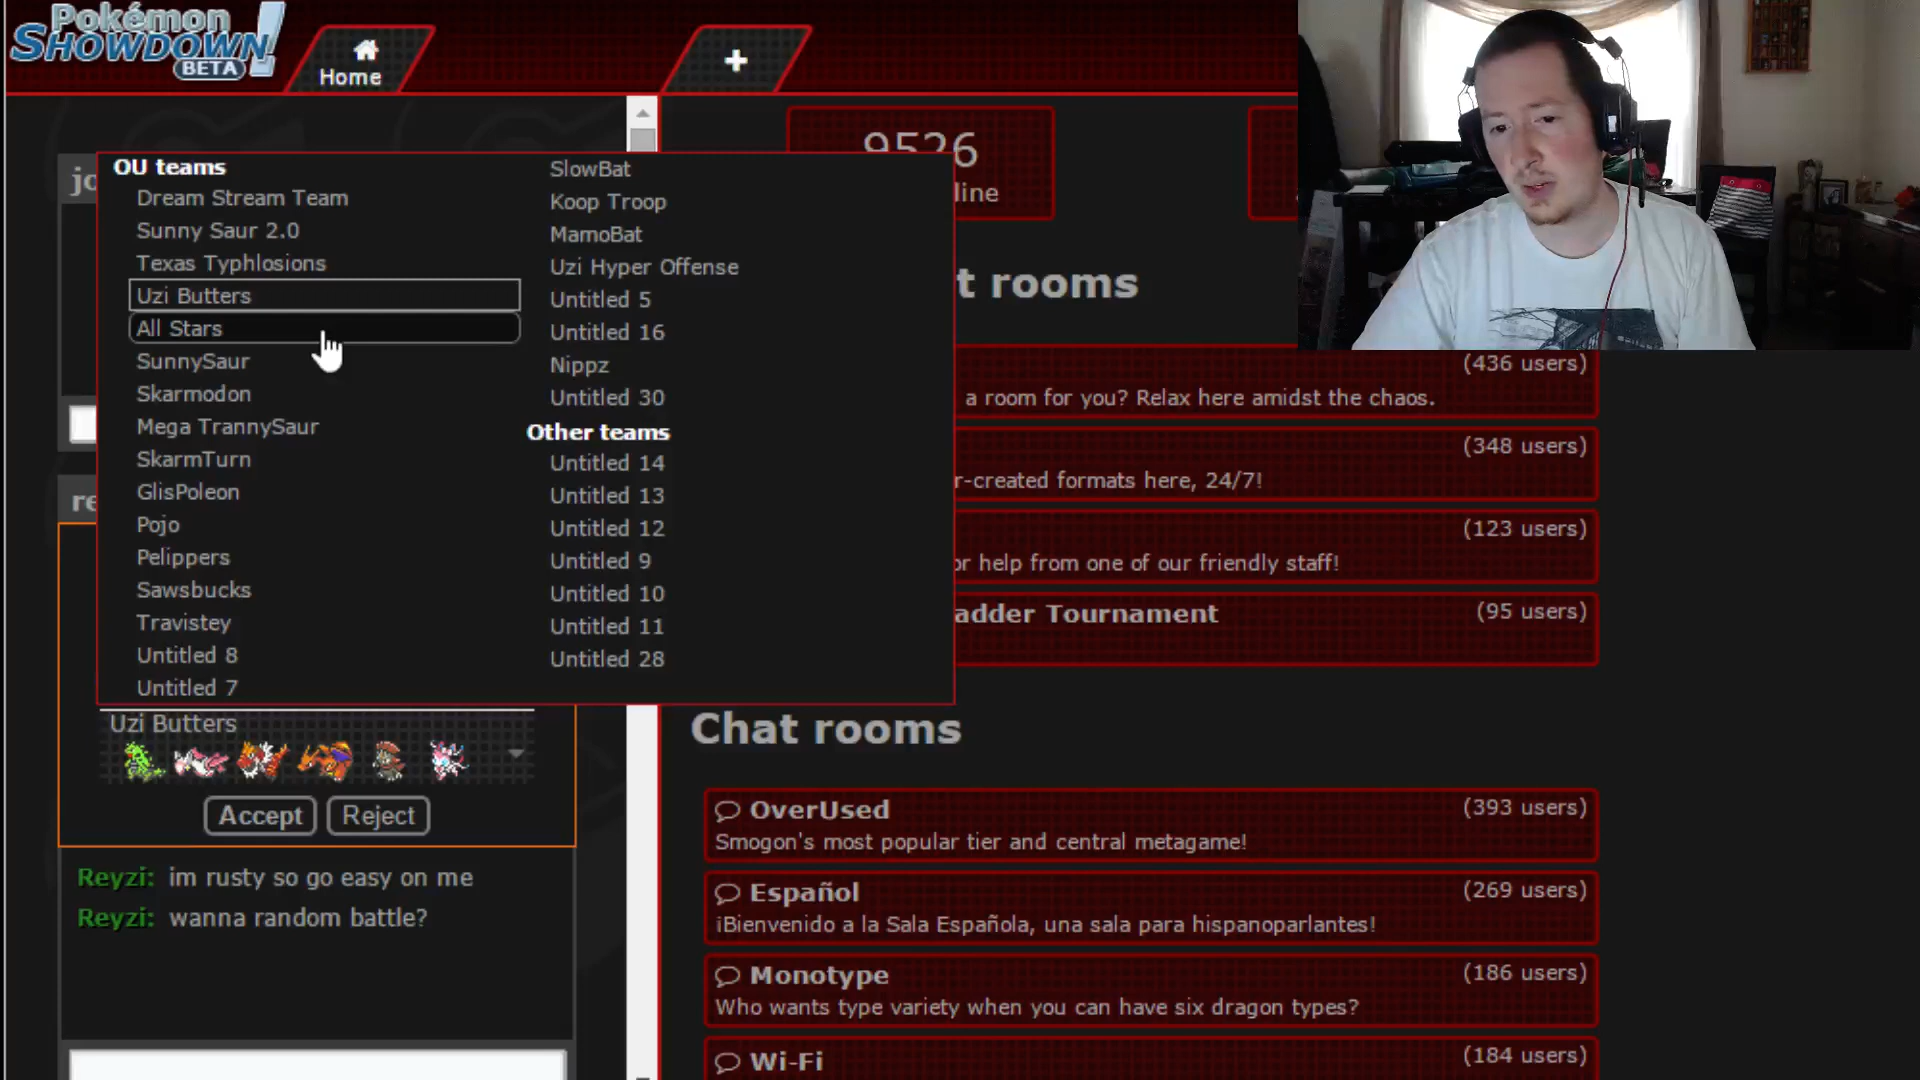 Pokémon
SHOWDOWN!
BETA
Home
+
jo
9526
line
OU teams
Dream Stream Team
Sunny Saur 2.0
Texas Typhlosions
Uzi Butters
All Stars
SunnySaur
Skarmodon
Mega TrannySaur
SkarmTurn
GlisPoleon
Pojo
Pelippers
Sawsbucks
Travistey
Untitled 8
Untitled 7
SlowBat
Koop Troop
MamoBat
Uzi Hyper Offense
Untitled 5
Untitled 16
Nippz
Untitled 30
Other teams
Untitled 14
Untitled 13
Untitled 12
Untitled 9
Untitled 10
Untitled 11
Untitled 28
re
Uzi Butters
Accept
Reject
Reyzi: im rusty so go easy on me
Reyzi: wanna random battle?
t rooms
(436 users)
a room for you? Relax here amidst the chaos.
(348 users)
r-created formats here, 24/7!
(123 users)
or help from one of our friendly staff!
adder Tournament (95 users)
Chat rooms
OverUsed (393 users)
Smogon's most popular tier and central metagame!
Español (269 users)
¡Bienvenido a la Sala Española, una sala para hispanoparlantes!
Monotype (186 users)
Who wants type variety when you can have six dragon types?
Wi-Fi (184 users)